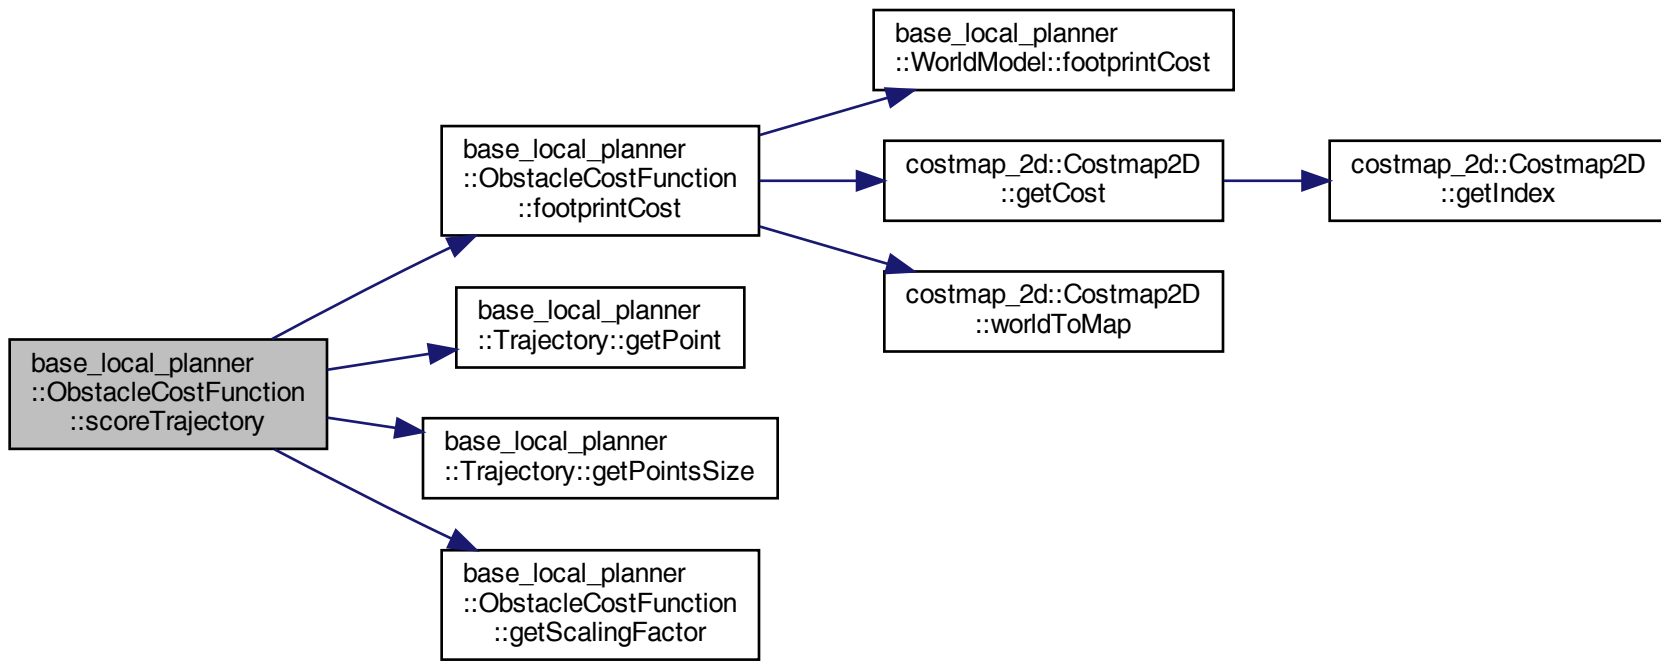 base_local_planner
::WorldModel::footprintCost
base_local_planner
::ObstacleCostFunction
::footprintCost
costmap_2d::Costmap2D
::getCost
costmap_2d::Costmap2D
::getIndex
costmap_2d::Costmap2D
::worldToMap
base_local_planner
::Trajectory::getPoint
base_local_planner
::ObstacleCostFunction
::scoreTrajectory
base_local_planner
::Trajectory::getPointsSize
base_local_planner
::ObstacleCostFunction
::getScalingFactor